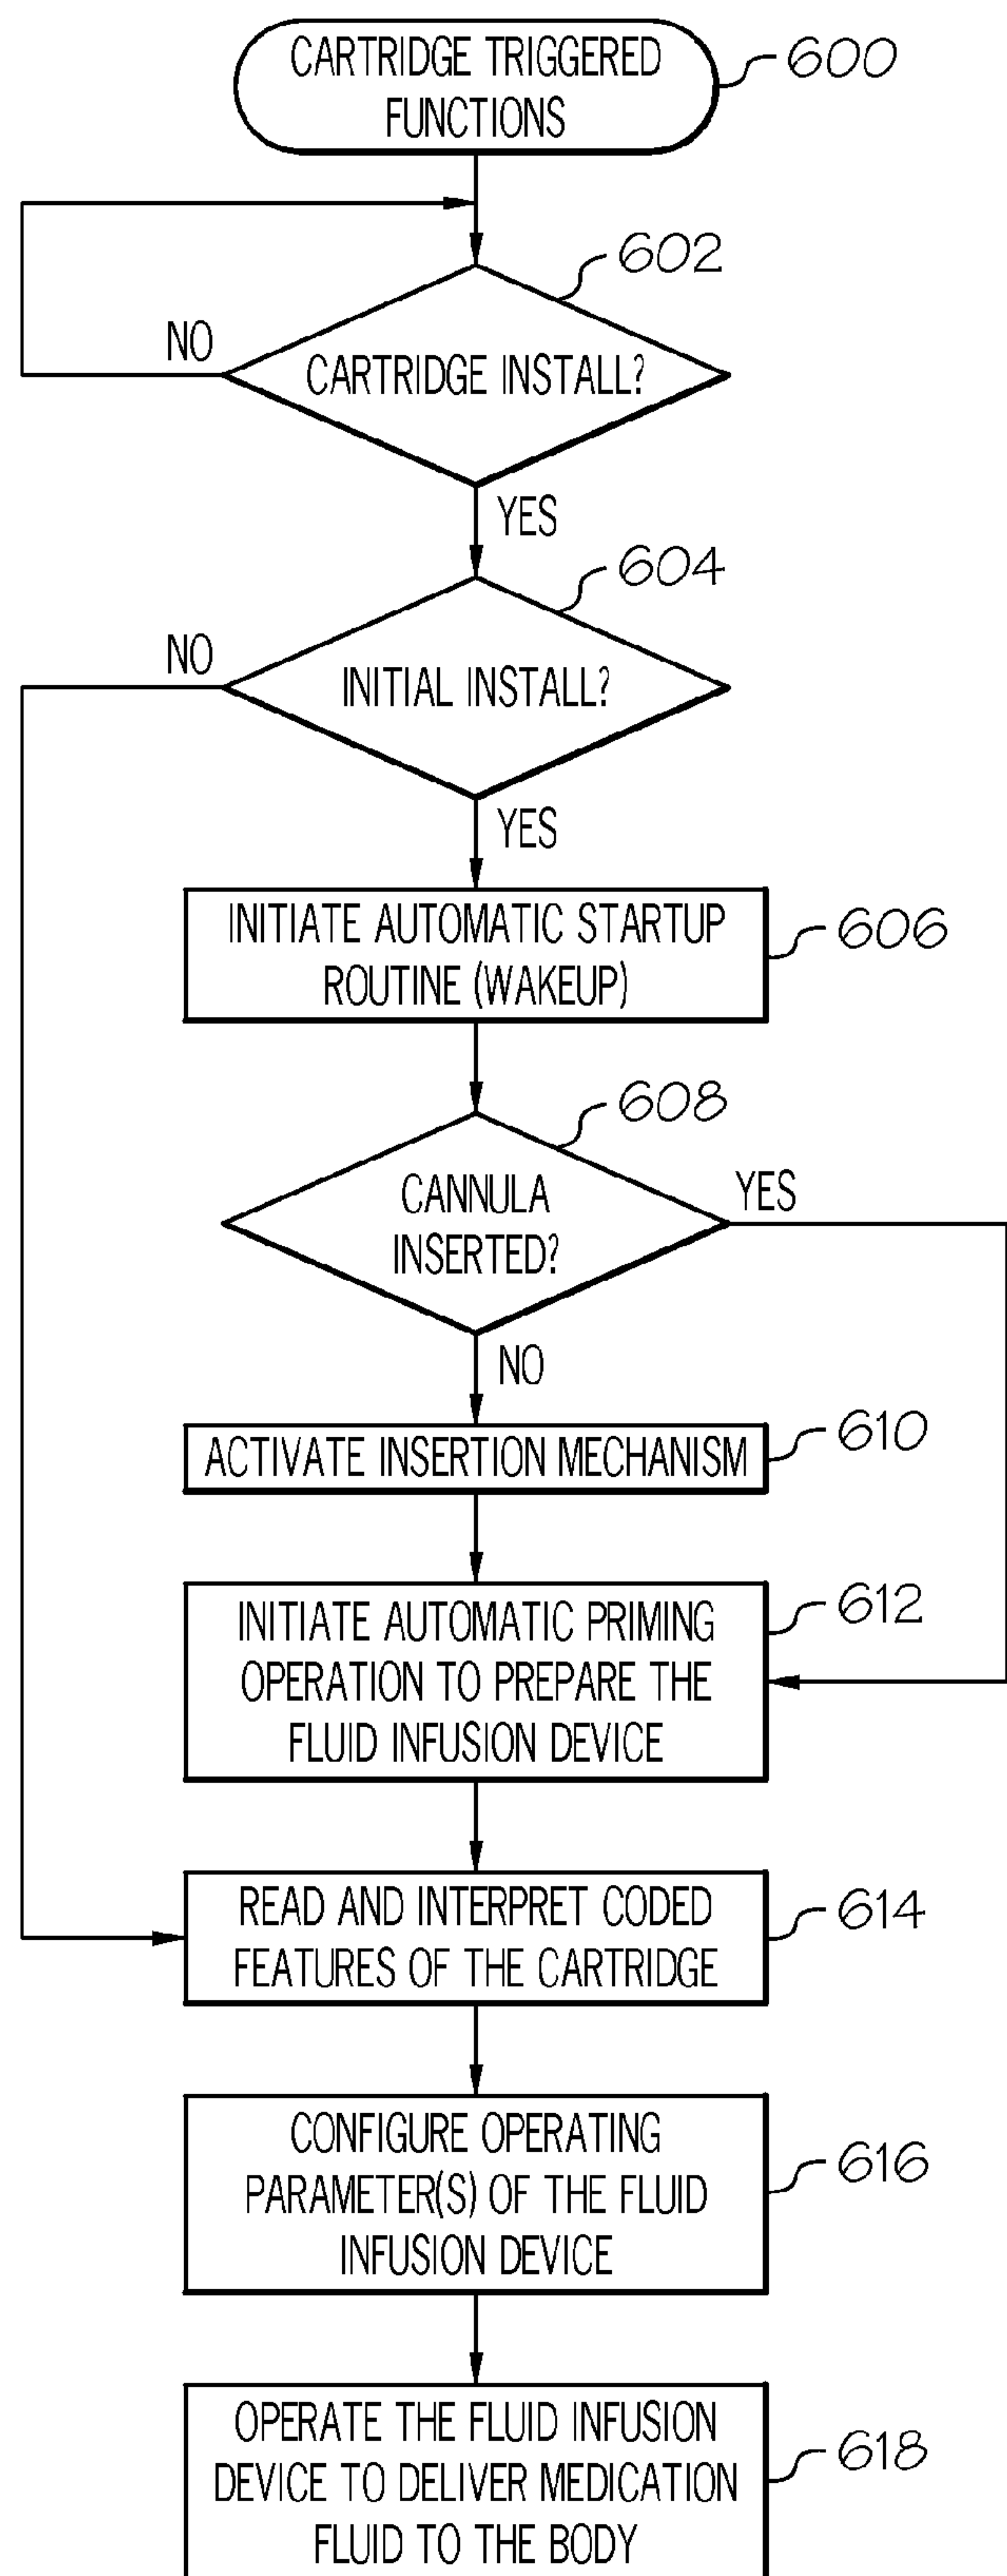 CARTRIDGE TRIGGERED
FUNCTIONS
600
602
NO
CARTRIDGE INSTALL?
YES
604
NO
INITIAL INSTALL?
YES
INITIATE AUTOMATIC STARTUP
ROUTINE (WAKEUP)
606
608
CANNULA
INSERTED?
YES
NO
ACTIVATE INSERTION MECHANISM
610
INITIATE AUTOMATIC PRIMING
OPERATION TO PREPARE THE
FLUID INFUSION DEVICE
612
READ AND INTERPRET CODED
FEATURES OF THE CARTRIDGE
614
CONFIGURE OPERATING
PARAMETER(S) OF THE FLUID
INFUSION DEVICE
616
OPERATE THE FLUID INFUSION
DEVICE TO DELIVER MEDICATION
FLUID TO THE BODY
618